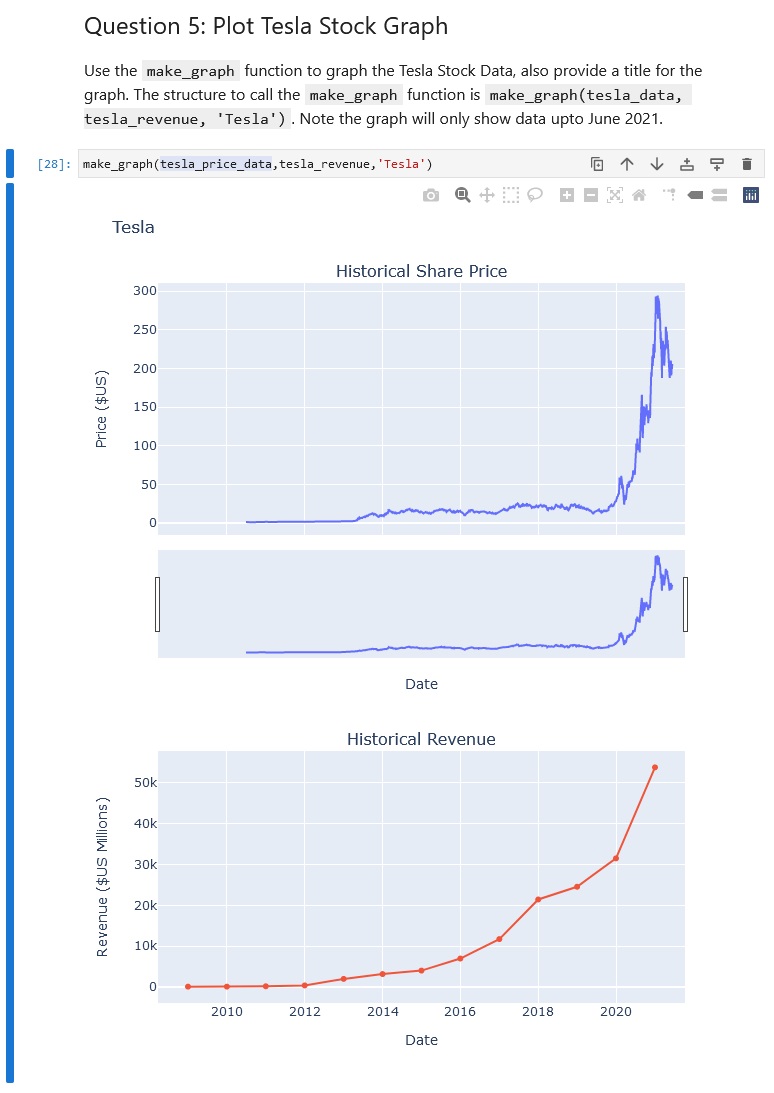 Question 5: Plot Tesla Stock Graph
Use the make_graph function to graph the Tesla Stock Data, also provide a title for the
graph. The structure to call the make_graph function is make_graph(tesla_data,
tesla_revenue, 'Tesla') . Note the graph will only show data upto June 2021.
[28]: make_graph(tesla_price_data,tesla_revenue,'Tesla')
Tesla
Historical Share Price
300
250
200
150
100
50
0
Price ($US)
Date
Historical Revenue
50k
40k
30k
20k
10k
0
Revenue ($US Millions)
2010 2012 2014 2016 2018 2020
Date